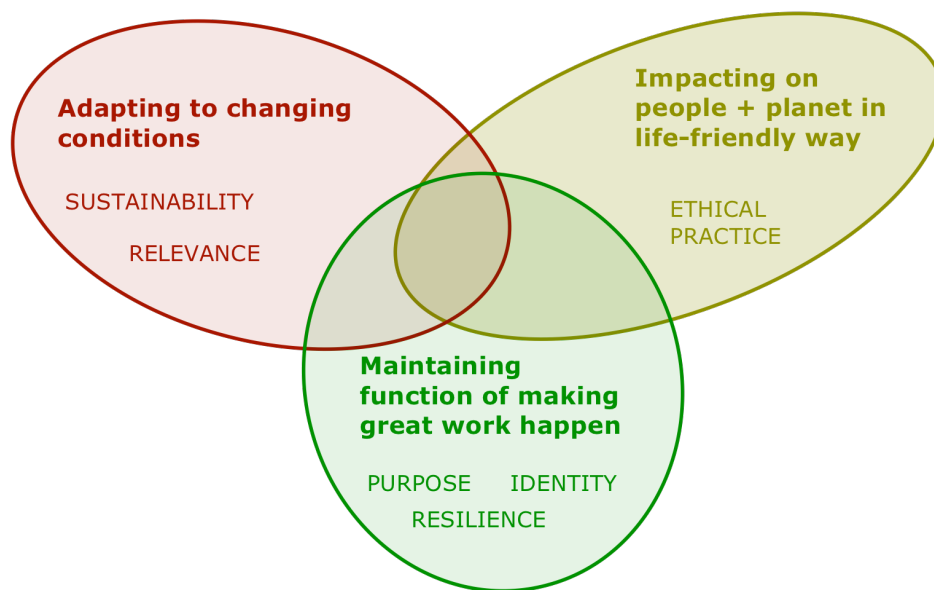 Adapting to changing
conditions
SUSTAINABILITY
RELEVANCE
Impacting on
people + planet in
life-friendly way
ETHICAL
PRACTICE
Maintaining
function of making
great work happen
PURPOSE IDENTITY
RESILIENCE